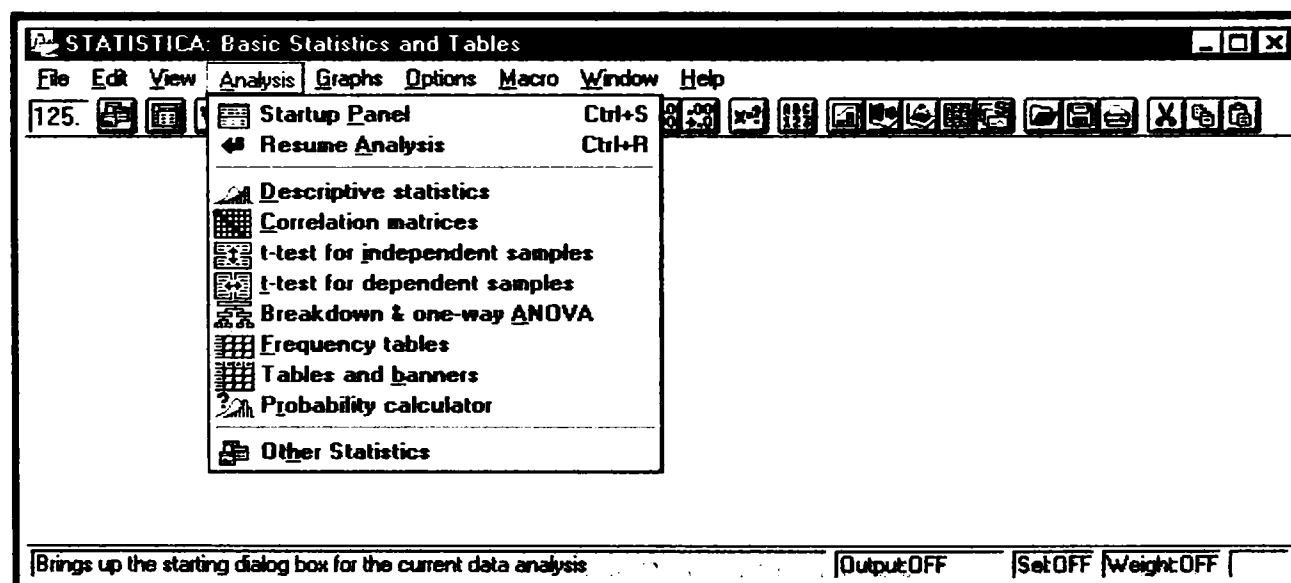 STATISTICA: Basic Statistics and Tables
File Edit View Analysis Graphs Options Macro Window Help
125.
Startup Panel Ctrl+S
Resume Analysis Ctrl+R
Descriptive statistics
Correlation matrices
t-test for independent samples
t-test for dependent samples
Breakdown & one-way ANOVA
Frequency tables
Tables and banners
Probability calculator
Other Statistics
Brings up the starting dialog box for the current data analysis Output:OFF Sel:OFF Weight:OFF